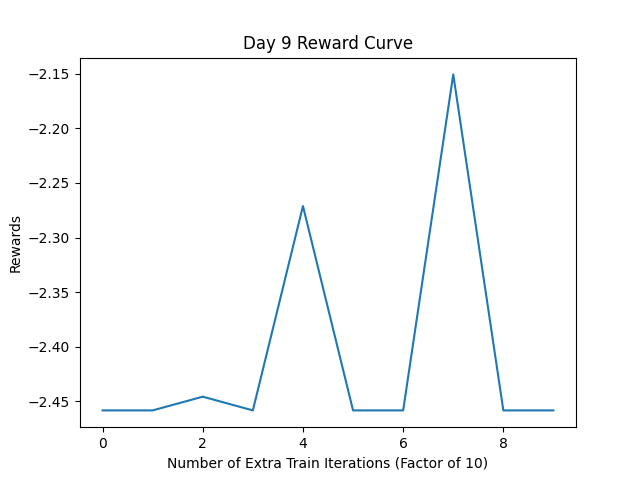 Day 9 Reward Curve
−2.15
−2.20
−2.25
−2.30
−2.35
−2.40
−2.45
Rewards
0 2 4 6 8
Number of Extra Train Iterations (Factor of 10)